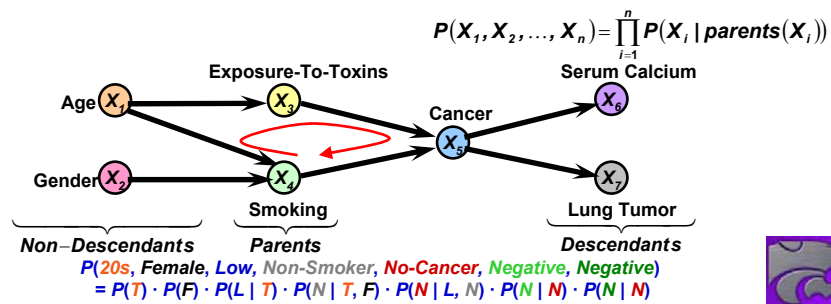 P(X₁, X₂, …, Xₙ) = ∏ⁿᵢ₌₁ P(Xᵢ | parents(Xᵢ))
Exposure-To-Toxins
Serum Calcium
Age
X₁
X₃
Cancer
X₆
X₅
Gender
X₂
X₄
X₇
Smoking
Lung Tumor
Non–Descendants
Parents
Descendants
P(20s, Female, Low, Non-Smoker, No-Cancer, Negative, Negative)
= P(T) · P(F) · P(L | T) · P(N | T, F) · P(N | L, N) · P(N | N) · P(N | N)